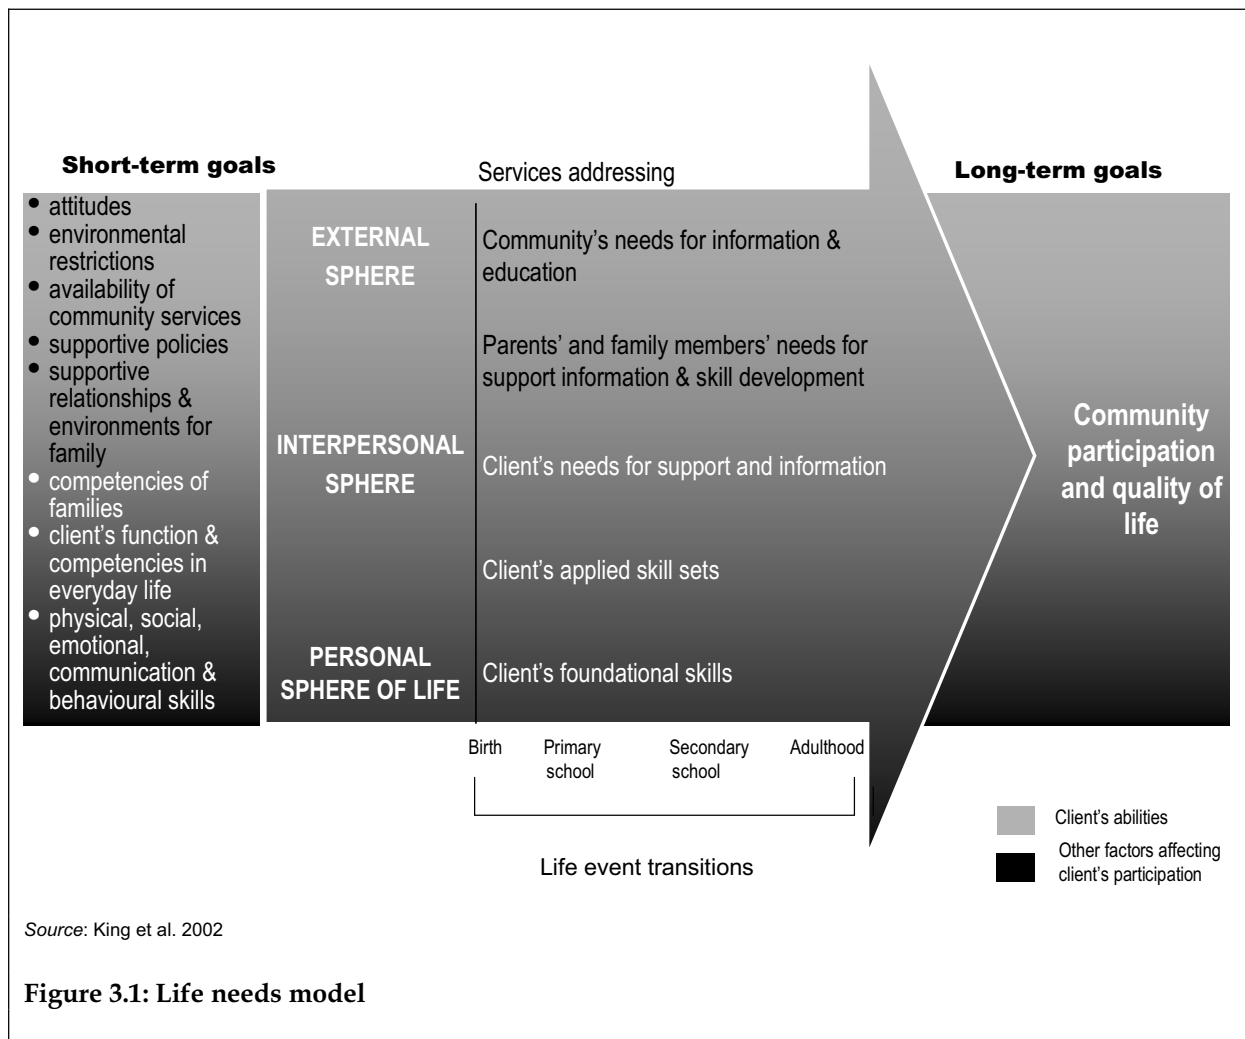 Short-term goals
• attitudes
• environmental
restrictions
• availability of
community services
• supportive policies
• supportive
relationships &
environments for
family
• competencies of
families
• client's function &
competencies in
everyday life
• physical, social,
emotional,
communication &
behavioural skills
Services addressing
EXTERNAL
SPHERE
Community's needs for information &
education
Parents' and family members' needs for
support information & skill development
INTERPERSONAL
SPHERE
Client's needs for support and information
Client's applied skill sets
PERSONAL
SPHERE OF LIFE
Client's foundational skills
Birth
Primary
school
Secondary
school
Adulthood
Life event transitions
Long-term goals
Community
participation
and quality of
life
Client's abilities
Other factors affecting
client's participation
Source: King et al. 2002
Figure 3.1: Life needs model